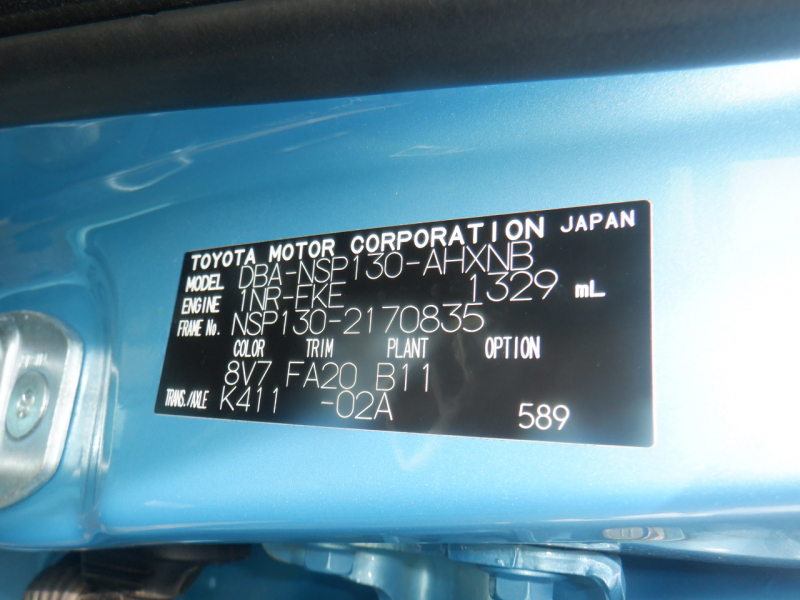 TOYOTA MOTOR CORPORATION JAPAN
MODEL DBA-NSP130-AHXNB
ENGINE 1NR-FKE 1329 mL
FRAME No. NSP130-2170835
COLOR TRIM PLANT OPTION
8V7 FA20 B11
TRANS./AXLE K411 -02A 589